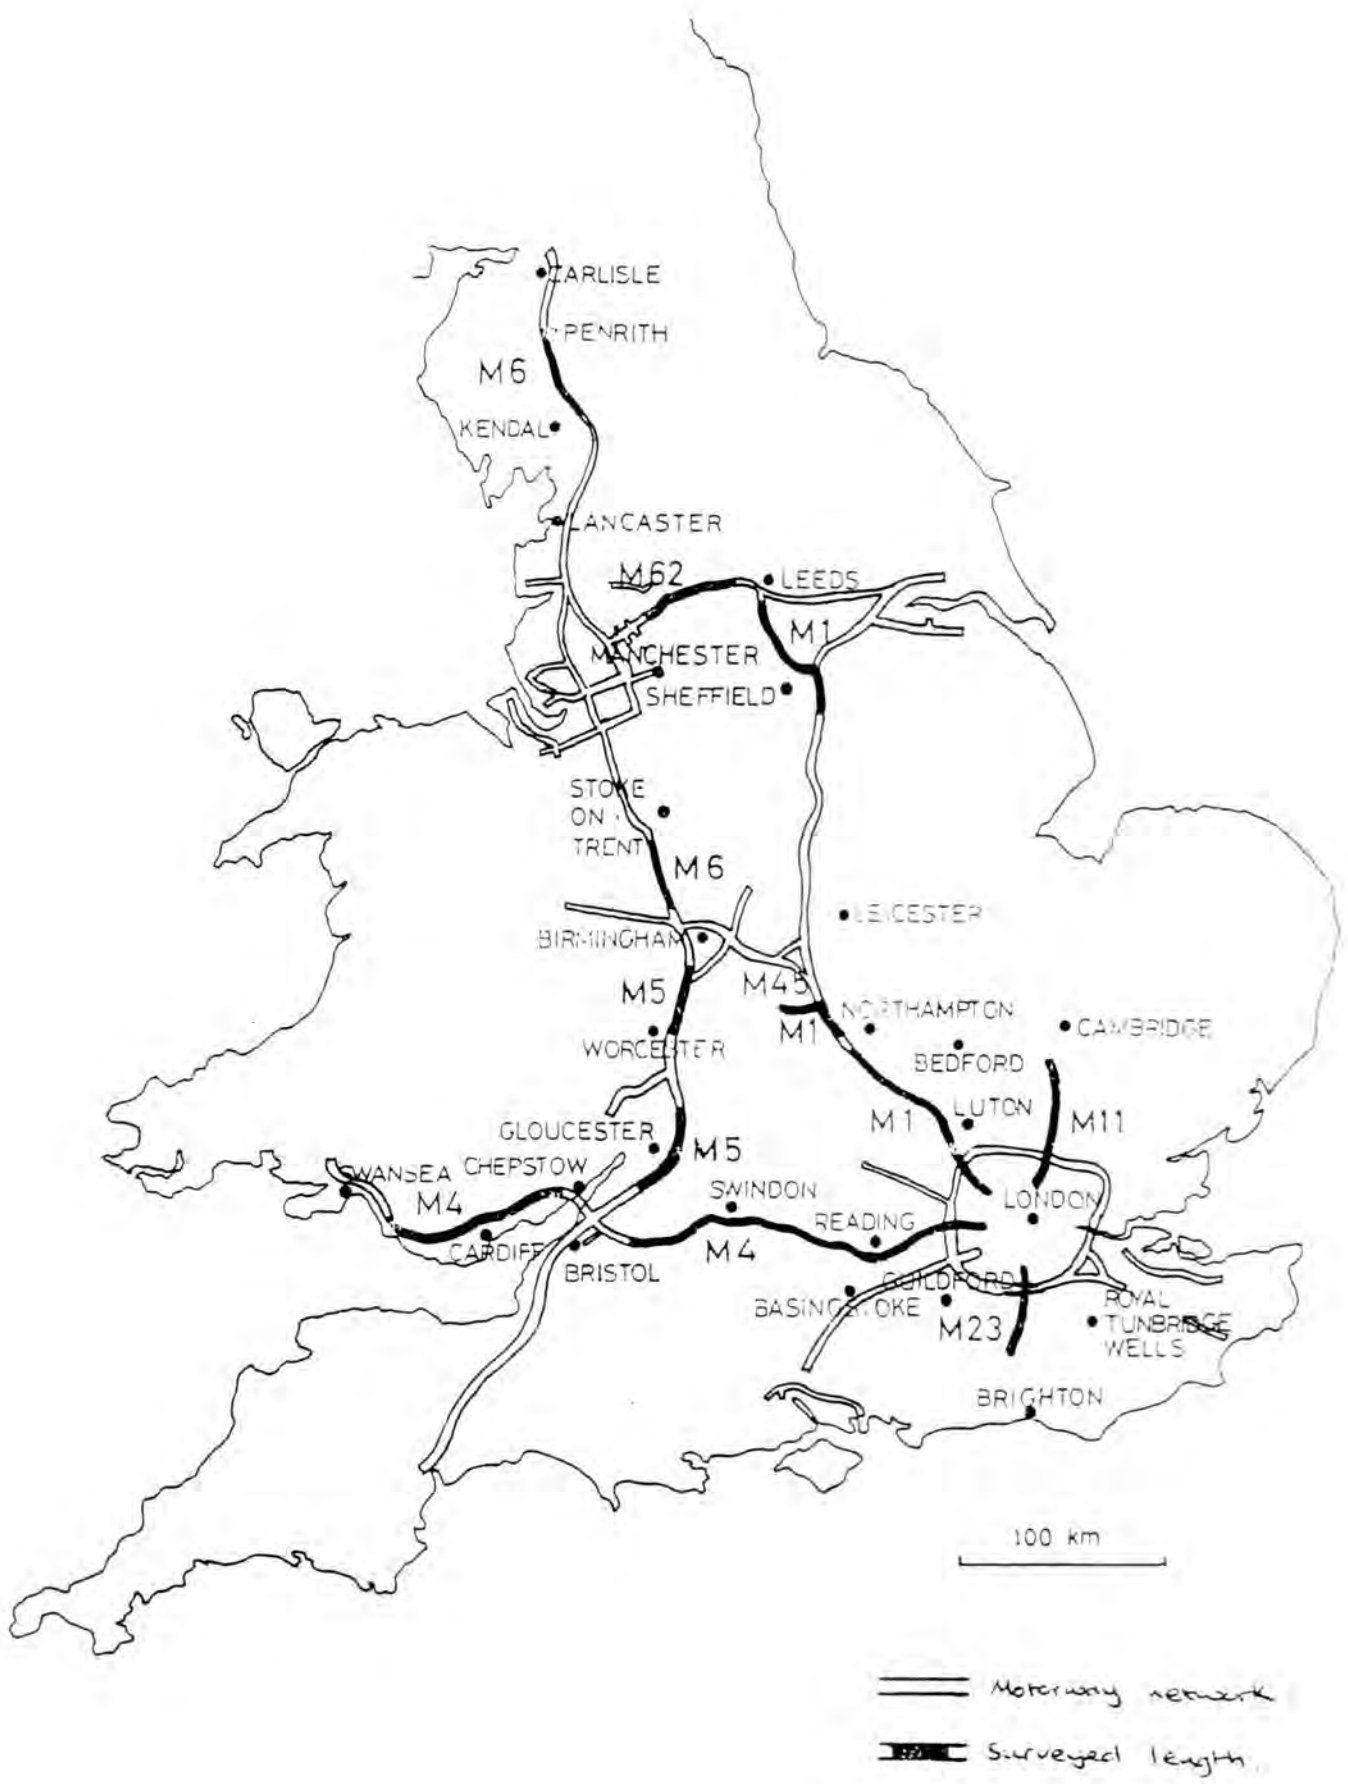 CARLISLE
PENRITH
M6
KENDAL
LANCASTER
M62
LEEDS
M1
MANCHESTER
SHEFFIELD
STOKE
ON
TRENT
M6
LEICESTER
BIRMINGHAM
M5
M45
M1
NORTHAMPTON
CAMBRIDGE
WORCESTER
BEDFORD
LUTON
M1
M11
GLOUCESTER
M5
CHEPSTOW
SWANSEA
M4
SWINDON
LONDON
READING
CARDIFF
M4
BRISTOL
GUILDFORD
BASINGSTOKE
M23
ROYAL
TUNBRIDGE
WELLS
BRIGHTON
100 km
Motorway network
Surveyed length.